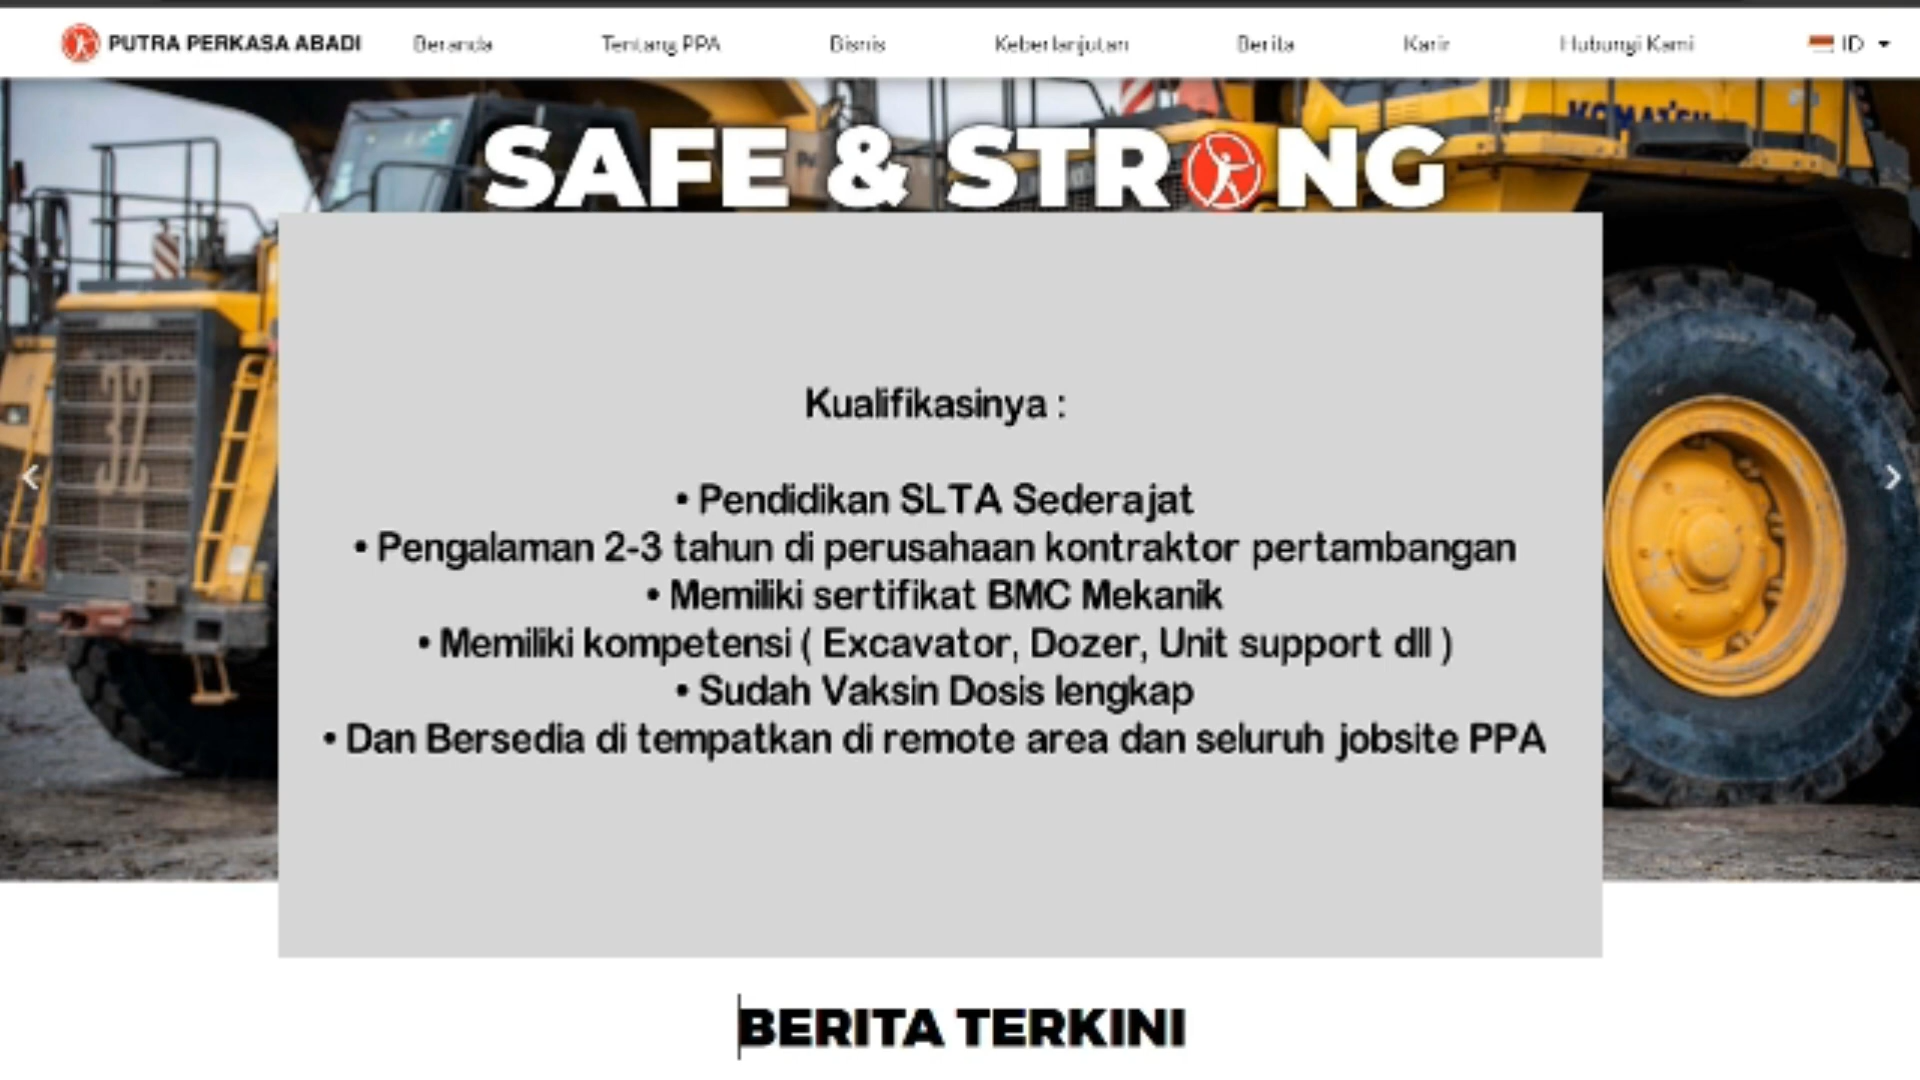 PUTRA PERKASA ABADI Beranda Tentang PPA Bisnis Keberlanjutan Berita Karir Hubungi Kami ID
KOMATSU
SAFE & STRONG
32
Kualifikasinya :
• Pendidikan SLTA Sederajat
• Pengalaman 2-3 tahun di perusahaan kontraktor pertambangan
• Memiliki sertifikat BMC Mekanik
• Memiliki kompetensi ( Excavator, Dozer, Unit support dll )
• Sudah Vaksin Dosis lengkap
• Dan Bersedia di tempatkan di remote area dan seluruh jobsite PPA
BERITA TERKINI